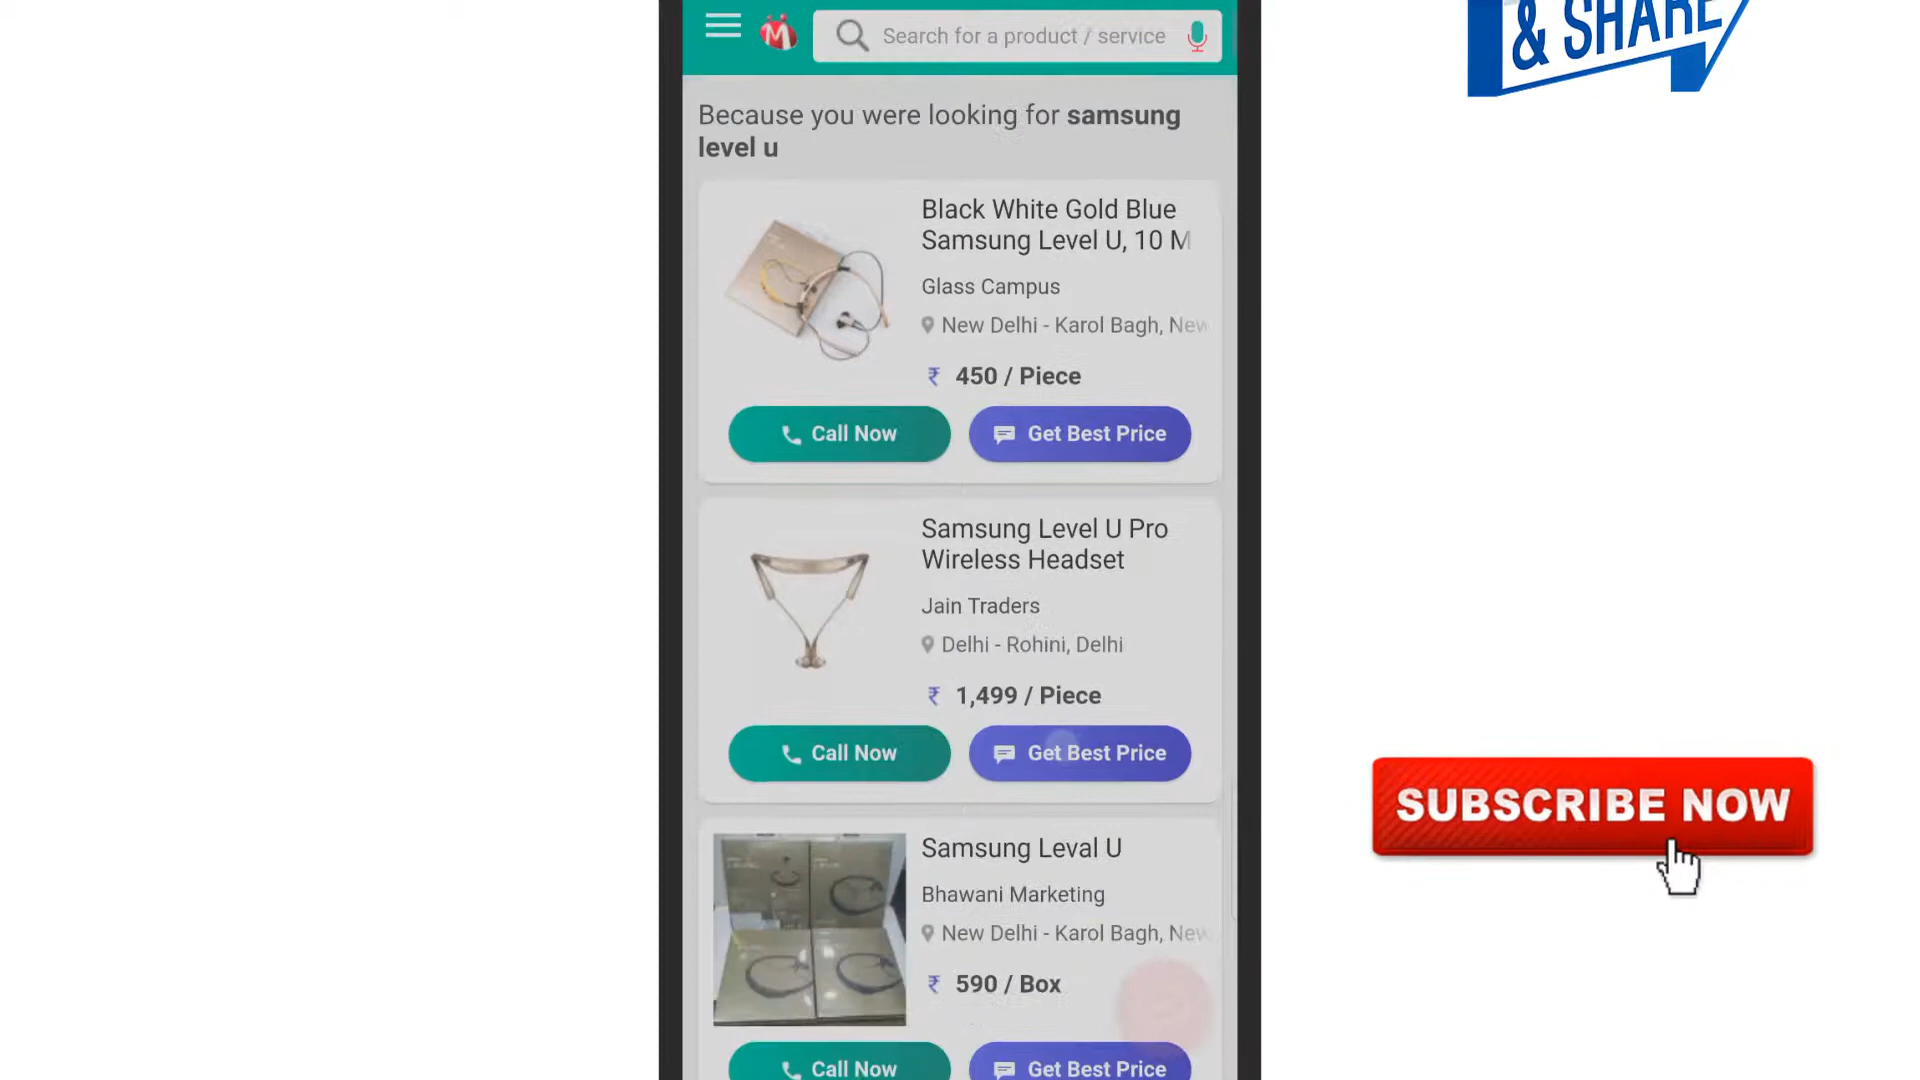 & SHARE
M
Search for a product / service
Because you were looking for samsung
level u
Black White Gold Blue
Samsung Level U, 10 M
Glass Campus
New Delhi - Karol Bagh, New
₹ 450 / Piece
Call Now
Get Best Price
Samsung Level U Pro
Wireless Headset
Jain Traders
Delhi - Rohini, Delhi
₹ 1,499 / Piece
Call Now
Get Best Price
Samsung Leval U
Bhawani Marketing
New Delhi - Karol Bagh, New
₹ 590 / Box
Call Now
Get Best Price
SUBSCRIBE NOW